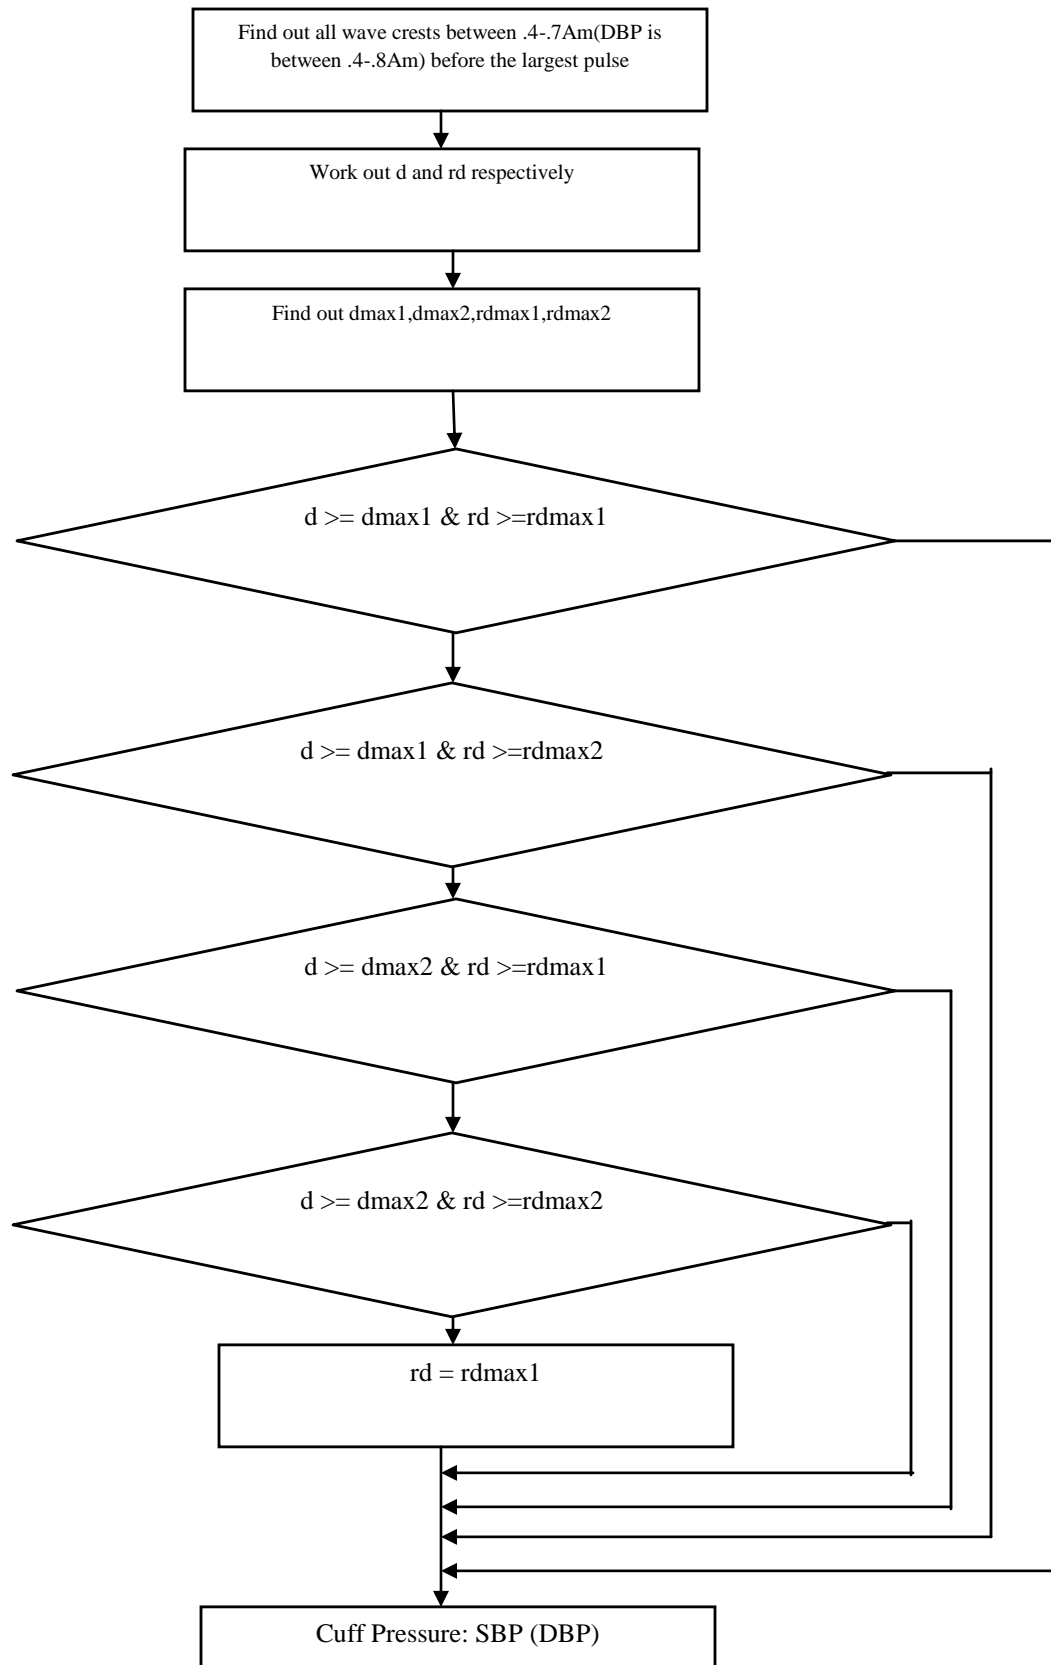 Find out all wave crests between .4-.7Am(DBP is
between .4-.8Am) before the largest pulse
Work out d and rd respectively
Find out dmax1,dmax2,rdmax1,rdmax2
d >= dmax1 & rd >=rdmax1
d >= dmax1 & rd >=rdmax2
d >= dmax2 & rd >=rdmax1
d >= dmax2 & rd >=rdmax2
rd = rdmax1
Cuff Pressure: SBP (DBP)